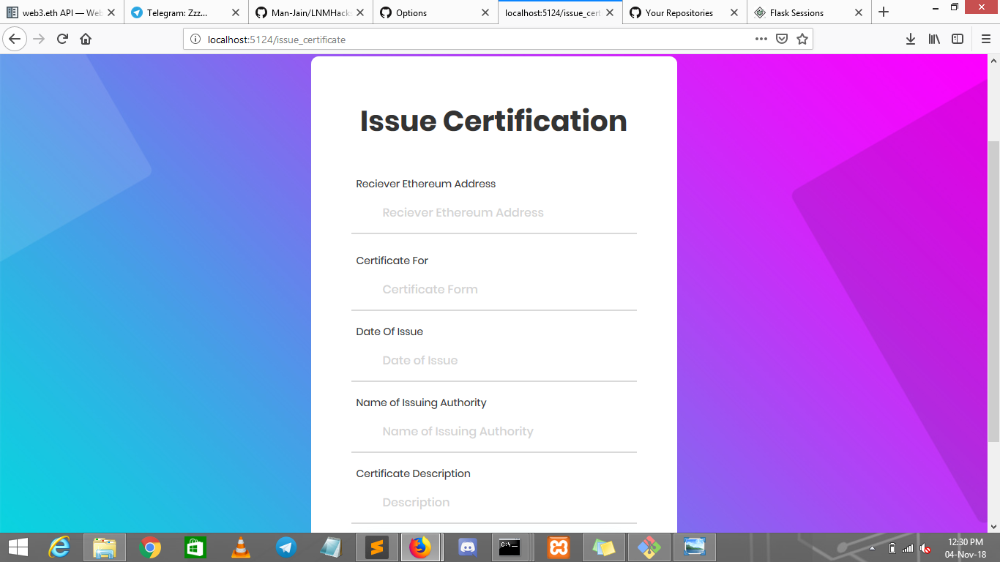 web3.eth API — Web
Telegram: Zzz...
Man-Jain/LNMHacks
Options
localhost:5124/issue_cert
Your Repositories
Flask Sessions
localhost:5124/issue_certificate
Issue Certification
Reciever Ethereum Address
Reciever Ethereum Address
Certificate For
Certificate Form
Date Of Issue
Date of Issue
Name of Issuing Authority
Name of Issuing Authority
Certificate Description
Description
12:30 PM
04-Nov-18